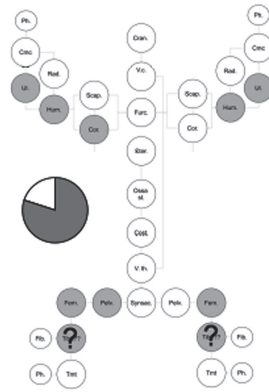 Ph. Cran. Ph.
Cmc Cmc
Rad. V.c. Rad.
Ul. Scap. Scap. Ul.
Hum. Furc. Hum.
Cor. Cor.
Ster.
Ossa
st.
Cost.
V. th.
Fem. Pelv. Synsac. Pelv. Fem.
Fib. ? ? Fib.
Ph. Tmt Tmt Ph.